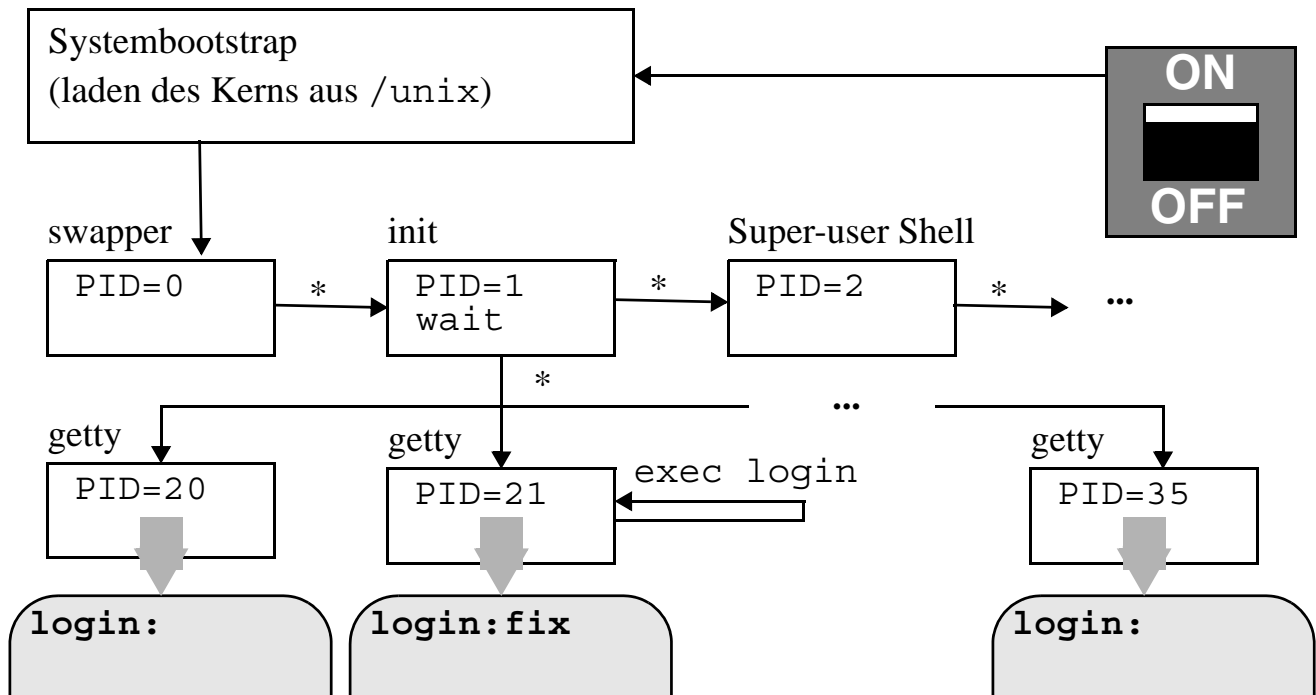 Systembootstrap
(laden des Kerns aus /unix)
ON
OFF
swapper
init
Super-user Shell
PID=0
*
PID=1
wait
*
PID=2
*
...
*
...
getty
getty
getty
PID=20
PID=21
exec login
PID=35
login:
login:fix
login: